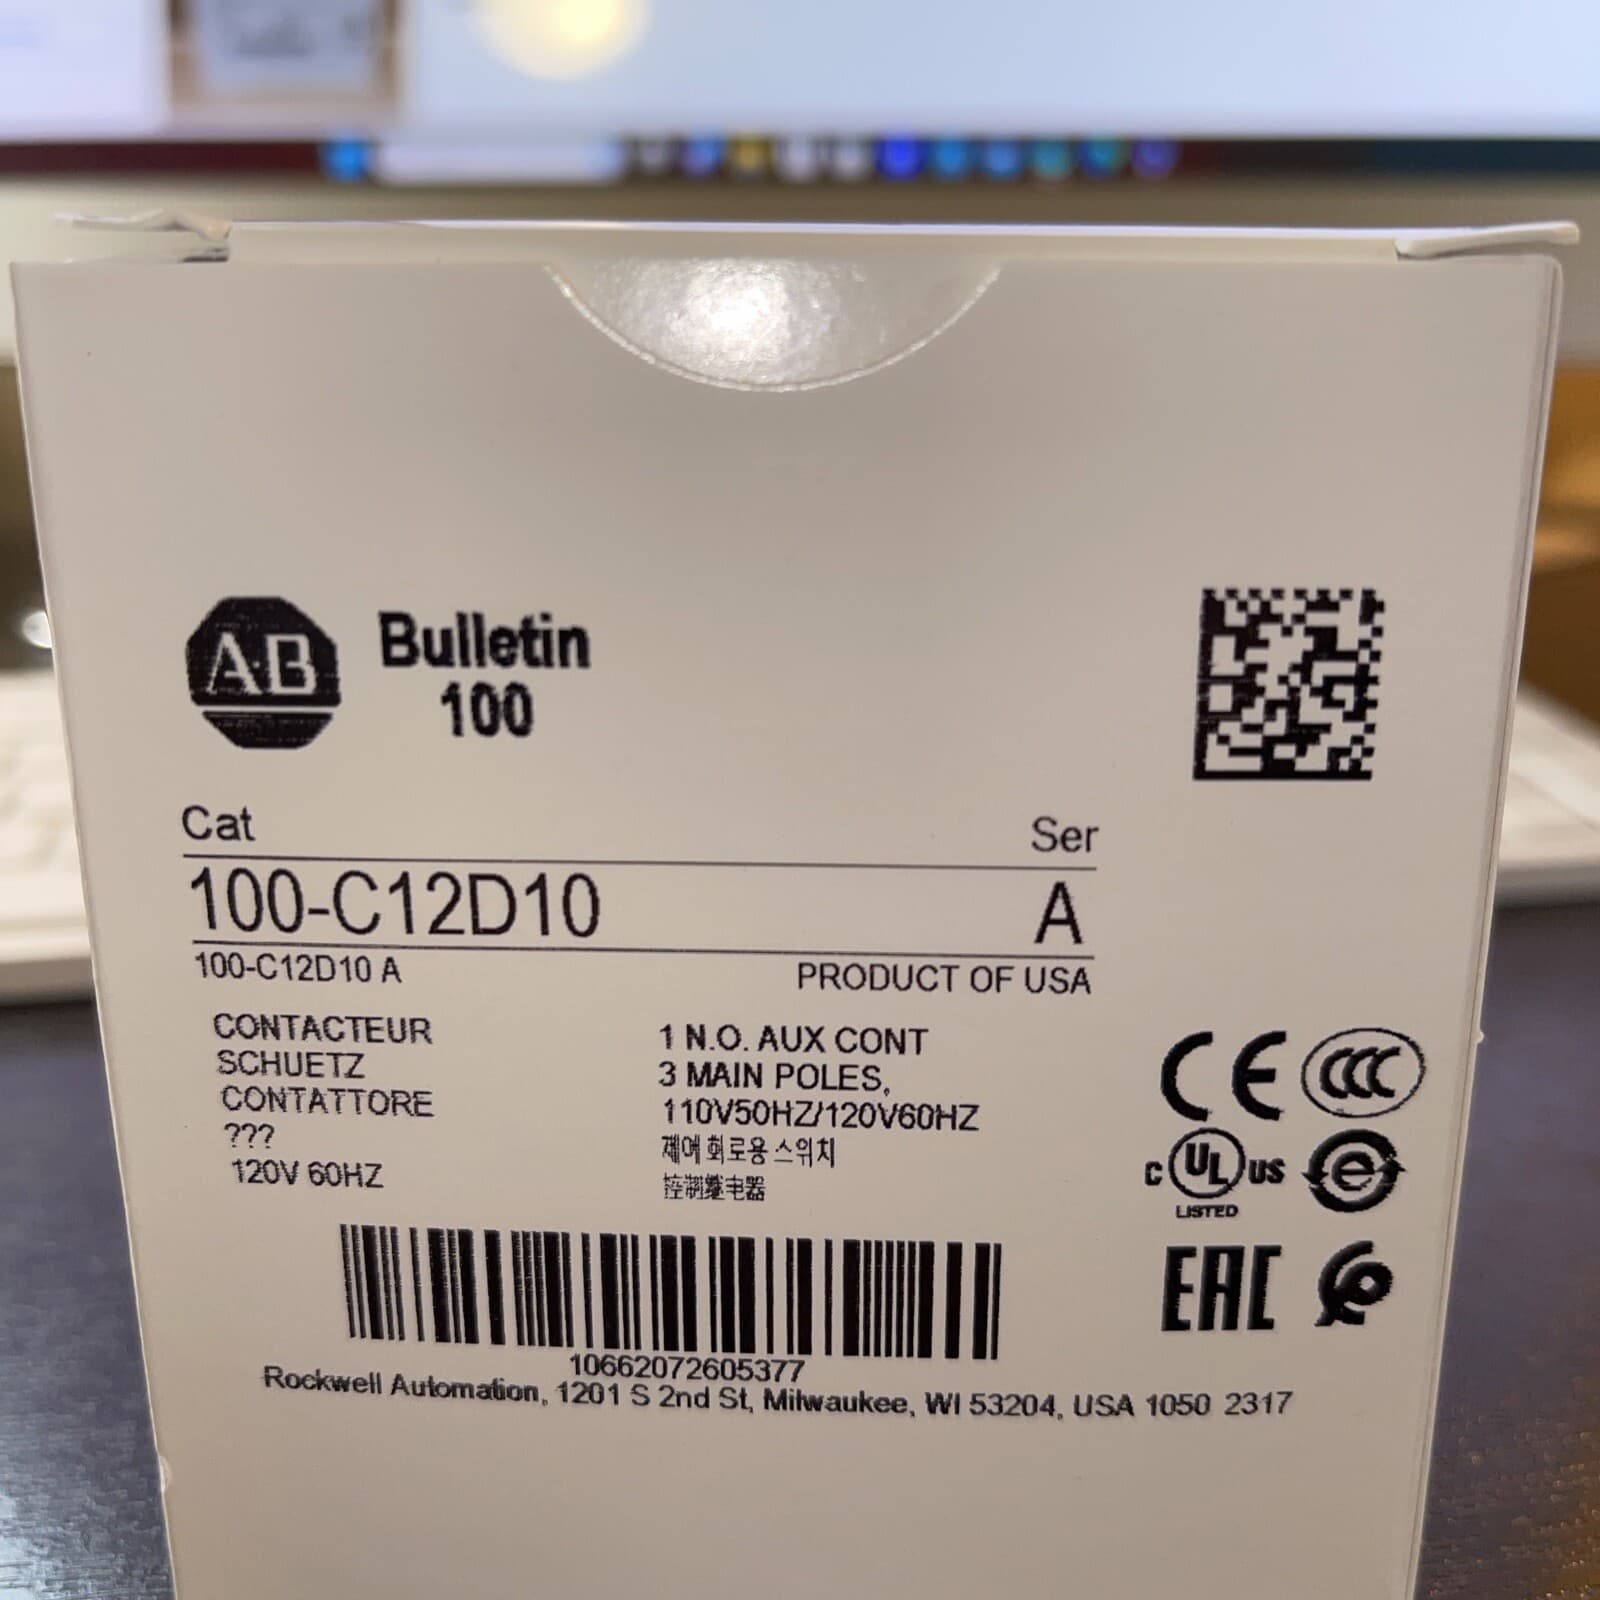 AB Bulletin
100
Cat Ser
100-C12D10 A
100-C12D10 A PRODUCT OF USA
CONTACTEUR
SCHUETZ
CONTATTORE
???
120V 60HZ
1 N.O. AUX CONT
3 MAIN POLES,
110V50HZ/120V60HZ
제어 회로용 스위치
控制继电器
CE CCC
C UL US e
LISTED
EAC
10662072605377
Rockwell Automation, 1201 S 2nd St, Milwaukee, WI 53204, USA 1050 2317